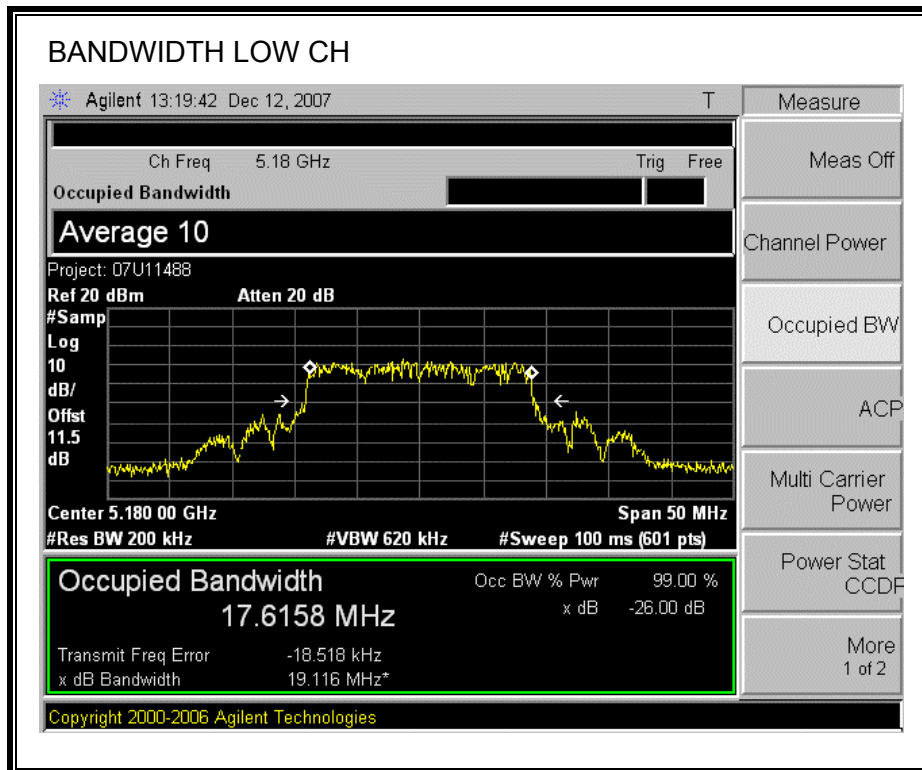 BANDWIDTH LOW CH
Agilent 13:19:42 Dec 12, 2007 T
Measure
Ch Freq 5.18 GHz Trig Free
Occupied Bandwidth
Average 10
Project: 07U11488
Ref 20 dBm Atten 20 dB
#Samp
Log
10
dB/
Offst
11.5
dB
Center 5.180 00 GHz Span 50 MHz
#Res BW 200 kHz #VBW 620 kHz #Sweep 100 ms (601 pts)
Occupied Bandwidth Occ BW % Pwr 99.00 %
17.6158 MHz x dB -26.00 dB
Transmit Freq Error -18.518 kHz
x dB Bandwidth 19.116 MHz*
Copyright 2000-2006 Agilent Technologies
Meas Off
Channel Power
Occupied BW
ACP
Multi Carrier
Power
Power Stat
CCDF
More
1 of 2